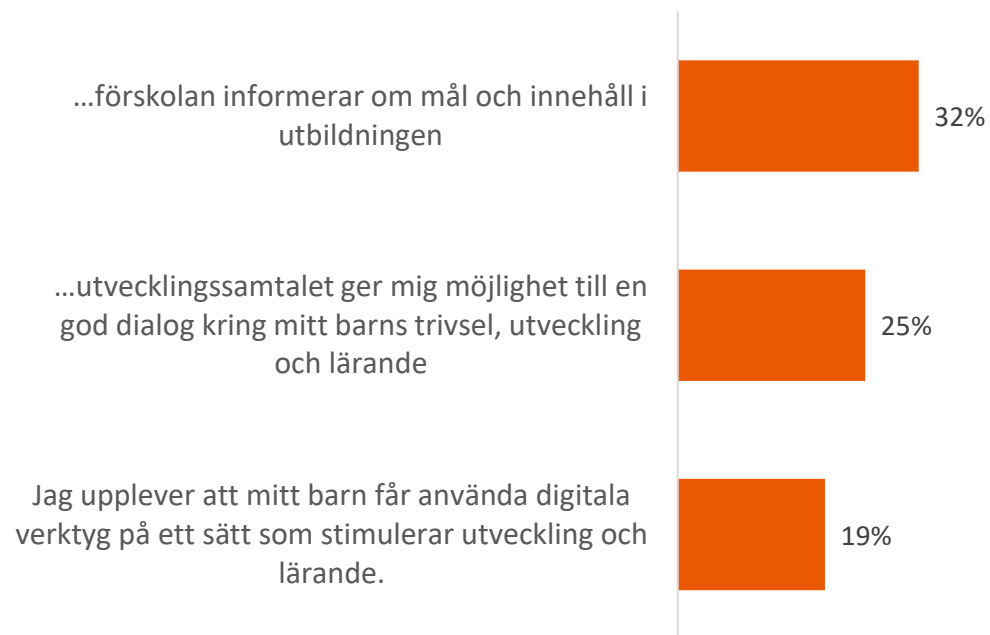 …förskolan informerar om mål och innehåll i
utbildningen
32%
…utvecklingssamtalet ger mig möjlighet till en
god dialog kring mitt barns trivsel, utveckling
och lärande
25%
Jag upplever att mitt barn får använda digitala
verktyg på ett sätt som stimulerar utveckling och
lärande.
19%